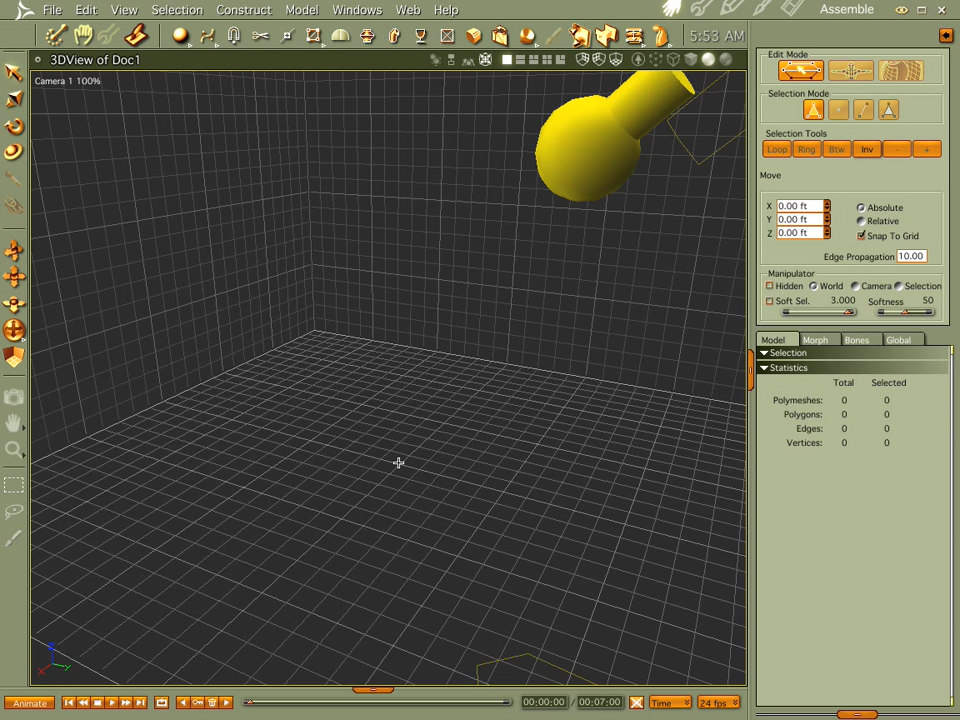 File Edit View Selection Construct Model Windows Web Help Assemble
5:53 AM
3DView of Doc1
Camera 1 100%
Edit Mode
Selection Mode
Selection Tools
Loop Ring Btw Inv - +
Move
X 0.00 ft Absolute
Y 0.00 ft Relative
Z 0.00 ft Snap To Grid
Edge Propagation 10.00
Manipulator
Hidden World Camera Selection
Soft Sel. 3.000 Softness 50
Model Morph Bones Global
Selection
Statistics
Total Selected
Polymeshes: 0 0
Polygons: 0 0
Edges: 0 0
Vertices: 0 0
Animate 00:00:00 / 00:07:00 Time 24 fps